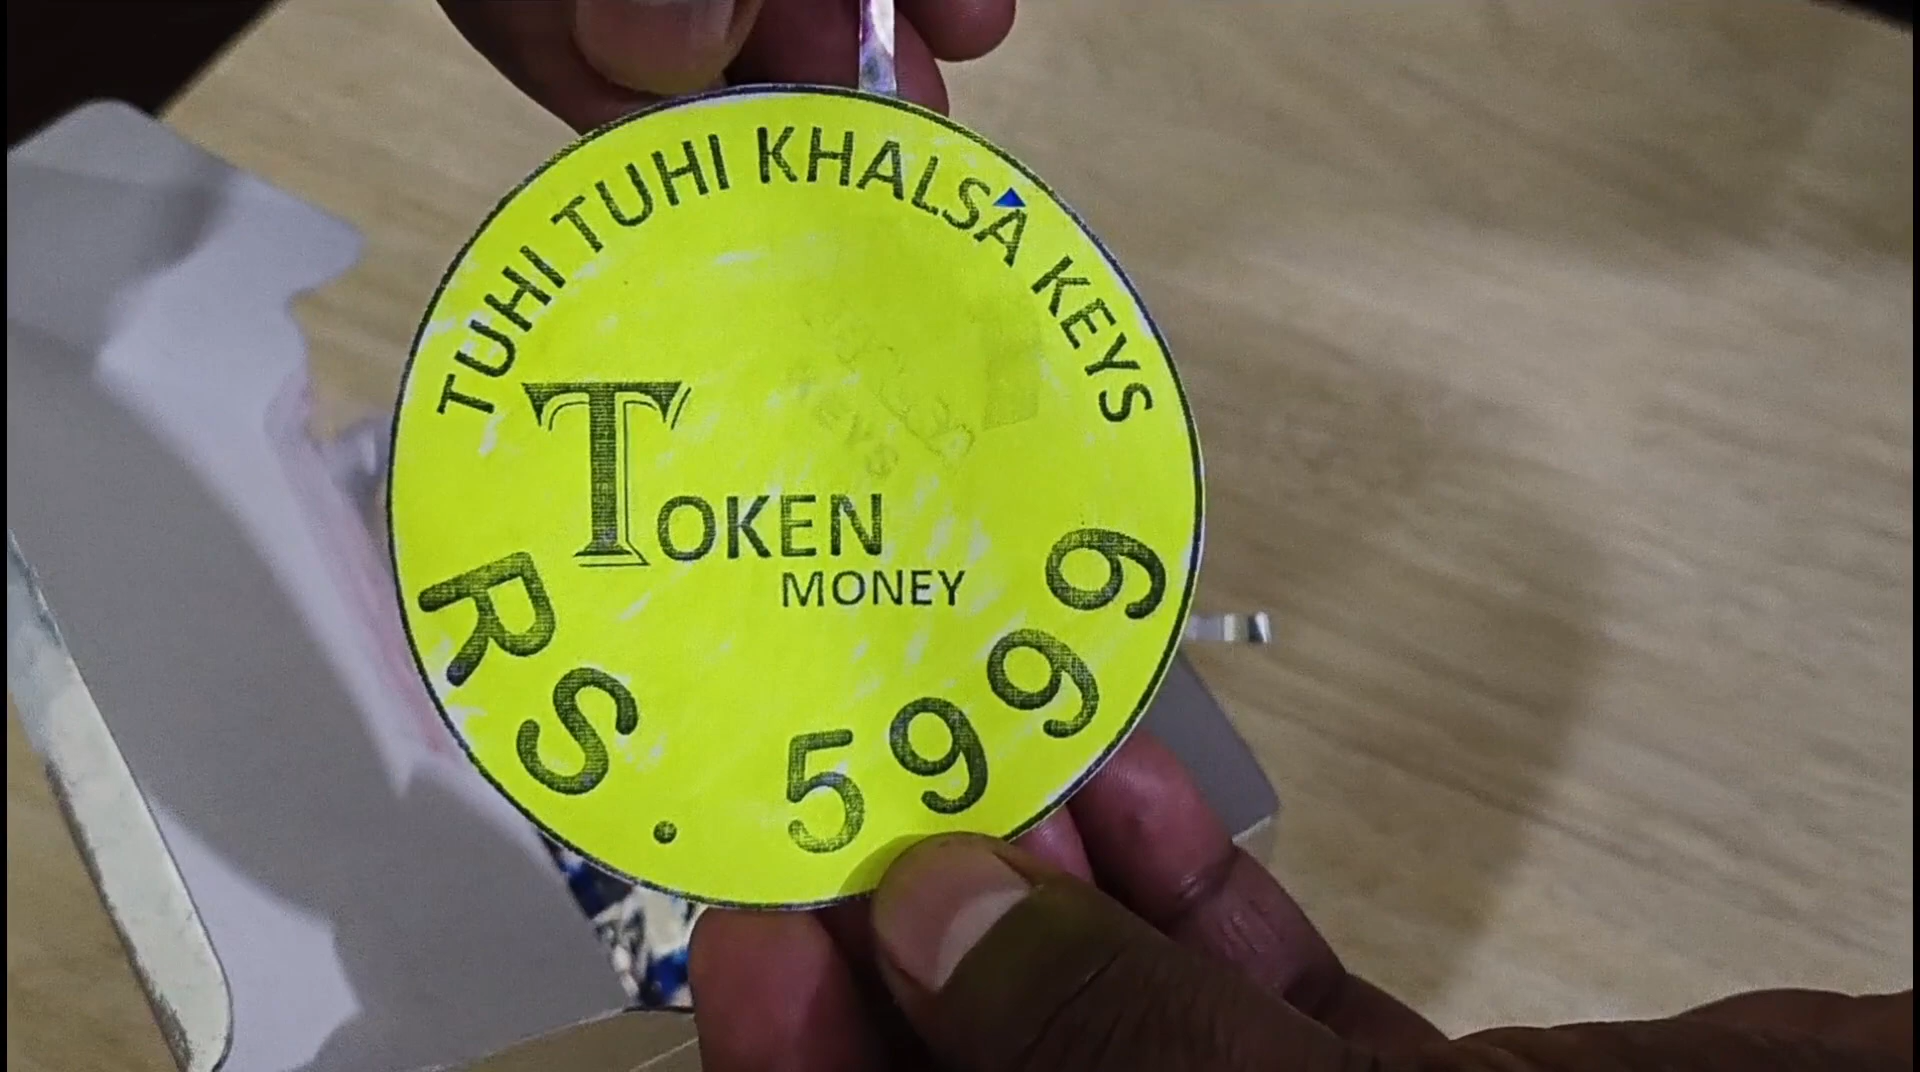 TUHI TUHI KHALSA KEYS
TOKEN
MONEY
RS. 5999